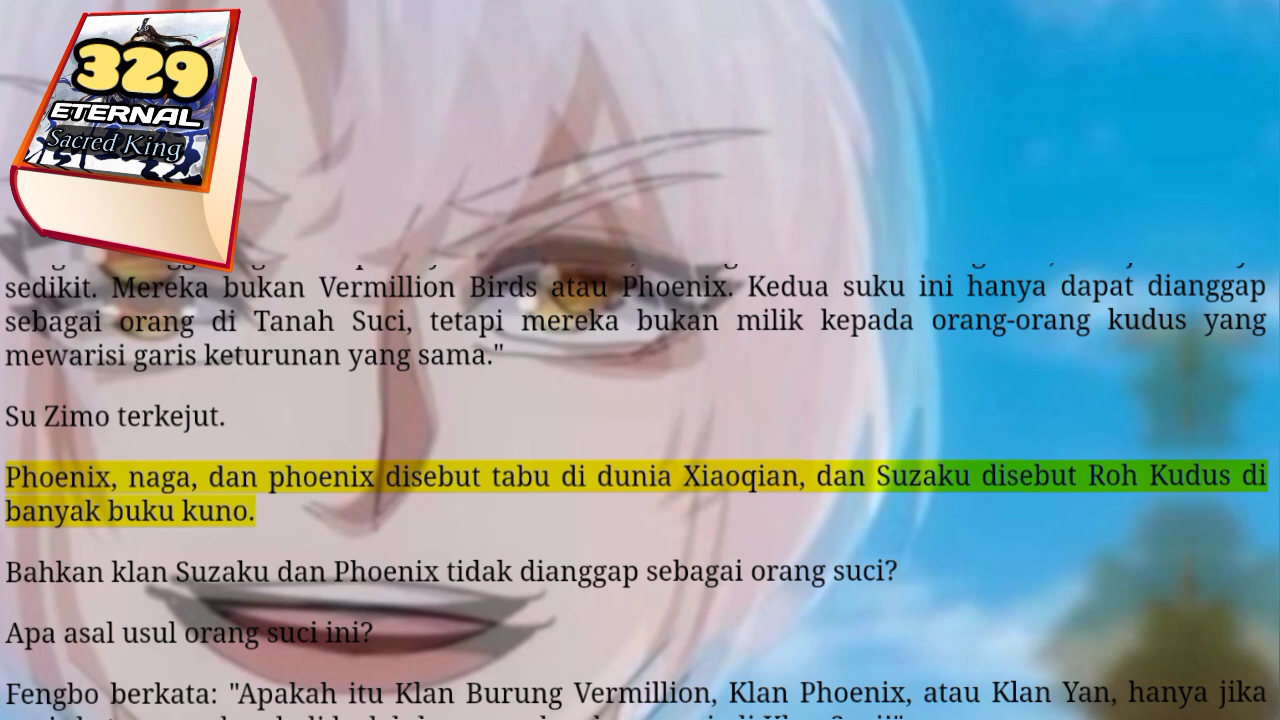 329
ETERNAL
Sacred King
sedikit. Mereka bukan Vermillion Birds atau Phoenix. Kedua suku ini hanya dapat dianggap
sebagai orang di Tanah Suci, tetapi mereka bukan milik kepada orang-orang kudus yang
mewarisi garis keturunan yang sama."
Su Zimo terkejut.
Phoenix, naga, dan phoenix disebut tabu di dunia Xiaoqian, dan Suzaku disebut Roh Kudus di
banyak buku kuno.
Bahkan klan Suzaku dan Phoenix tidak dianggap sebagai orang suci?
Apa asal usul orang suci ini?
Fengbo berkata: "Apakah itu Klan Burung Vermillion, Klan Phoenix, atau Klan Yan, hanya jika